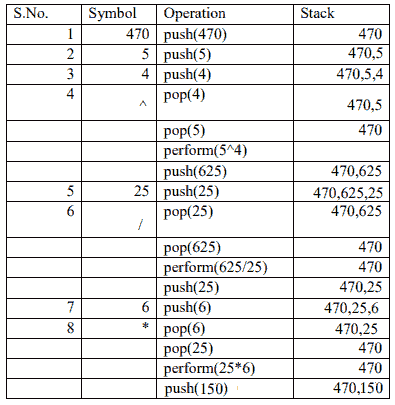 S.No. Symbol Operation Stack
1 470 push(470) 470
2 5 push(5) 470,5
3 4 push(4) 470,5,4
4 ^ pop(4) 470,5
pop(5) 470
perform(5^4)
push(625) 470,625
5 25 push(25) 470,625,25
6 / pop(25) 470,625
pop(625) 470
perform(625/25) 470
push(25) 470,25
7 6 push(6) 470,25,6
8 * pop(6) 470,25
pop(25) 470
perform(25*6) 470
push(150) 470,150